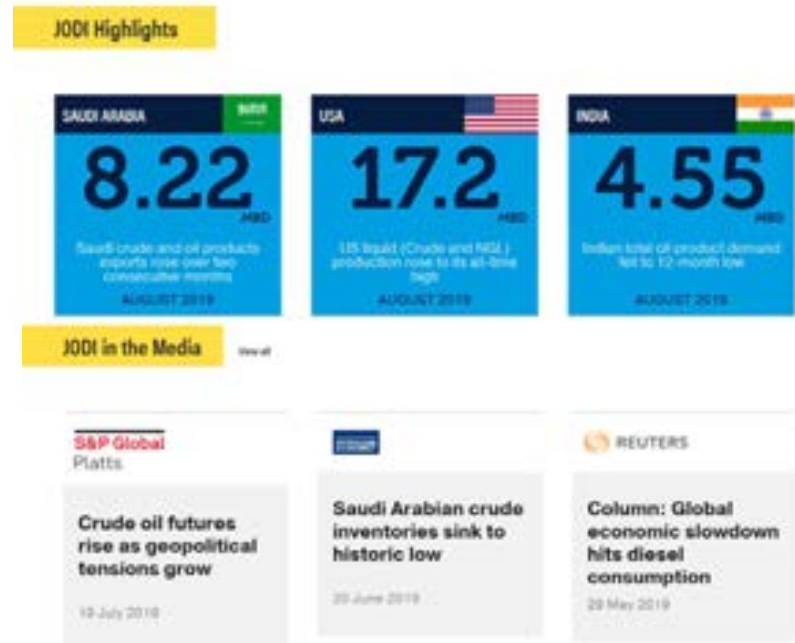 JODI Highlights
SAUDI ARABIA
8.22
MBD
Saudi crude and oil products
exports rose over two
consecutive months
AUGUST 2019
USA
17.2
MBD
US liquid (Crude and NGL)
production rose to its all-time
high
AUGUST 2019
INDIA
4.55
MBD
Indian total oil product demand
fell to 12-month low
AUGUST 2019
JODI in the Media
View all
S&P Global
Platts
Crude oil futures
rise as geopolitical
tensions grow
July 2019
Saudi Arabian crude
inventories sink to
historic low
20 June 2019
REUTERS
Column: Global
economic slowdown
hits diesel
consumption
29 May 2019